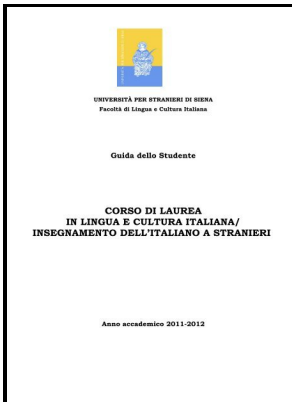 UNIVERSITÀ PER STRANIERI DI SIENA
Facoltà di Lingua e Cultura Italiana
Guida dello Studente
CORSO DI LAUREA
IN LINGUA E CULTURA ITALIANA/
INSEGNAMENTO DELL'ITALIANO A STRANIERI
Anno accademico 2011-2012